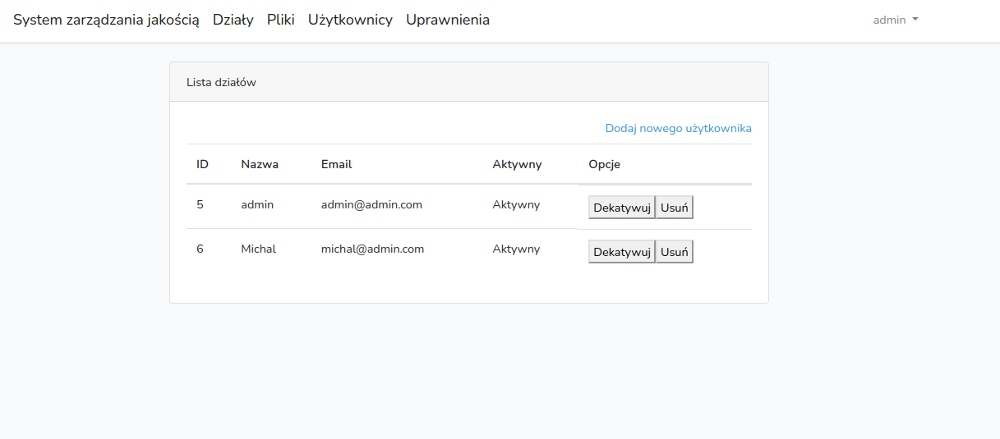 System zarządzania jakością Działy Pliki Użytkownicy Uprawnienia admin
Lista działów
Dodaj nowego użytkownika
ID Nazwa Email Aktywny Opcje
5 admin admin@admin.com Aktywny Dekatywuj Usuń
6 Michal michal@admin.com Aktywny Dekatywuj Usuń